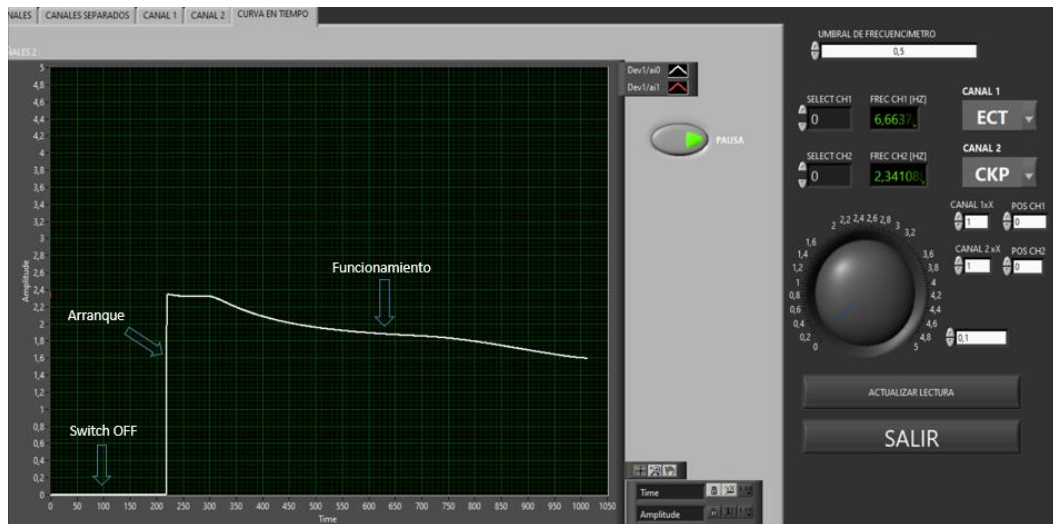 NALES CANALES SEPARADOS CANAL 1 CANAL 2 CURVA EN TIEMPO
ÑALES 2
5
4,8
4,6
4,4
4,2
4
3,8
3,6
3,4
3,2
3
2,8
2,6
2,4
2,2
2
1,8
1,6
1,4
1,2
1
0,8
0,6
0,4
0,2
0
Amplitude
0 50 100 150 200 250 300 350 400 450 500 550 600 650 700 750 800 850 900 950 1000 1050
Time
Switch OFF
Arranque
Funcionamiento
Dev1/ai0
Dev1/ai1
PAUSA
Time
Amplitude
UMBRAL DE FRECUENCIMETRO
0,5
SELECT CH1 FREC CH1 [HZ] CANAL 1
0 6,6637 ECT
SELECT CH2 FREC CH2 [HZ] CANAL 2
0 2,34108 CKP
CANAL 1xX POS CH1
1 0
CANAL 2 xX POS CH2
1 0
0 0,2 0,4 0,6 0,8 1 1,2 1,4 1,6 2 2,2 2,4 2,6 2,8 3 3,2 3,6 3,8 4 4,2 4,4 4,6 4,8 5
0,1
ACTUALIZAR LECTURA
SALIR